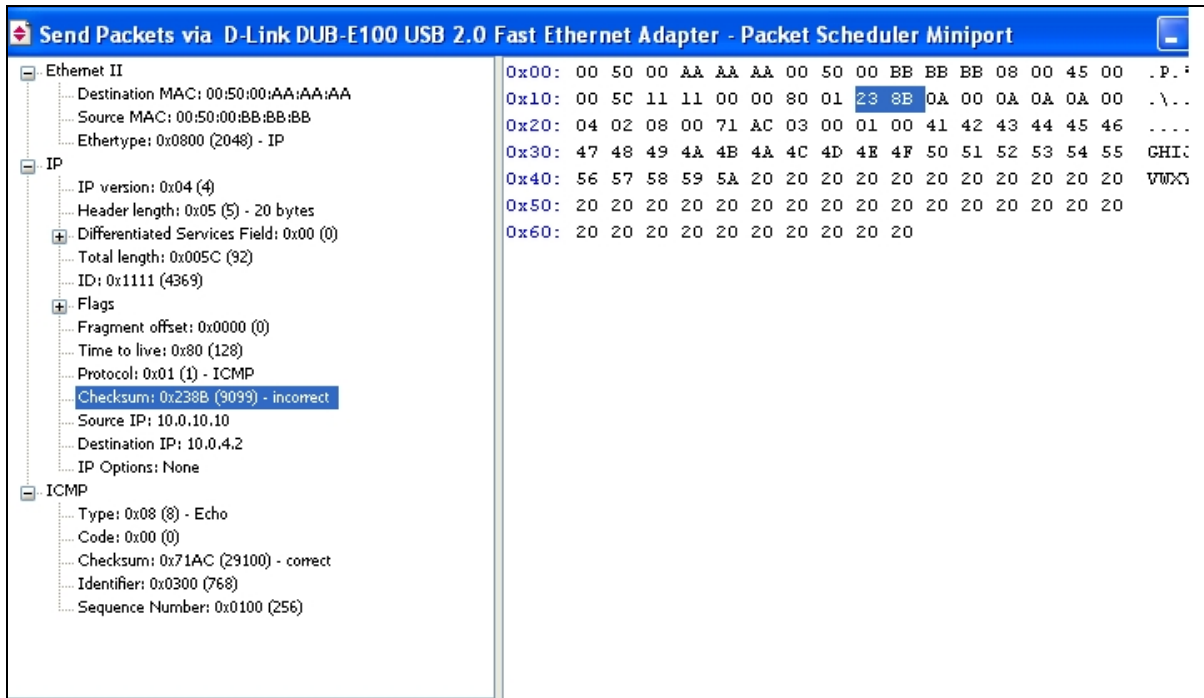 Send Packets via D-Link DUB-E100 USB 2.0 Fast Ethernet Adapter - Packet Scheduler Miniport
Ethernet II
Destination MAC: 00:50:00:AA:AA:AA
Source MAC: 00:50:00:BB:BB:BB
Ethertype: 0x0800 (2048) - IP
IP
IP version: 0x04 (4)
Header length: 0x05 (5) - 20 bytes
Differentiated Services Field: 0x00 (0)
Total length: 0x005C (92)
ID: 0x1111 (4369)
Flags
Fragment offset: 0x0000 (0)
Time to live: 0x80 (128)
Protocol: 0x01 (1) - ICMP
Checksum: 0x238B (9099) - incorrect
Source IP: 10.0.10.10
Destination IP: 10.0.4.2
IP Options: None
ICMP
Type: 0x08 (8) - Echo
Code: 0x00 (0)
Checksum: 0x71AC (29100) - correct
Identifier: 0x0300 (768)
Sequence Number: 0x0100 (256)
0x00: 00 50 00 AA AA AA 00 50 00 BB BB BB 08 00 45 00 .P.
0x10: 00 5C 11 11 00 00 80 01 23 8B 0A 00 0A 0A 0A 00 .\..
0x20: 04 02 08 00 71 AC 03 00 01 00 41 42 43 44 45 46 ....
0x30: 47 48 49 4A 4B 4A 4C 4D 4E 4F 50 51 52 53 54 55 GHIJ
0x40: 56 57 58 59 5A 20 20 20 20 20 20 20 20 20 20 20 VWXY
0x50: 20 20 20 20 20 20 20 20 20 20 20 20 20 20 20 20
0x60: 20 20 20 20 20 20 20 20 20 20